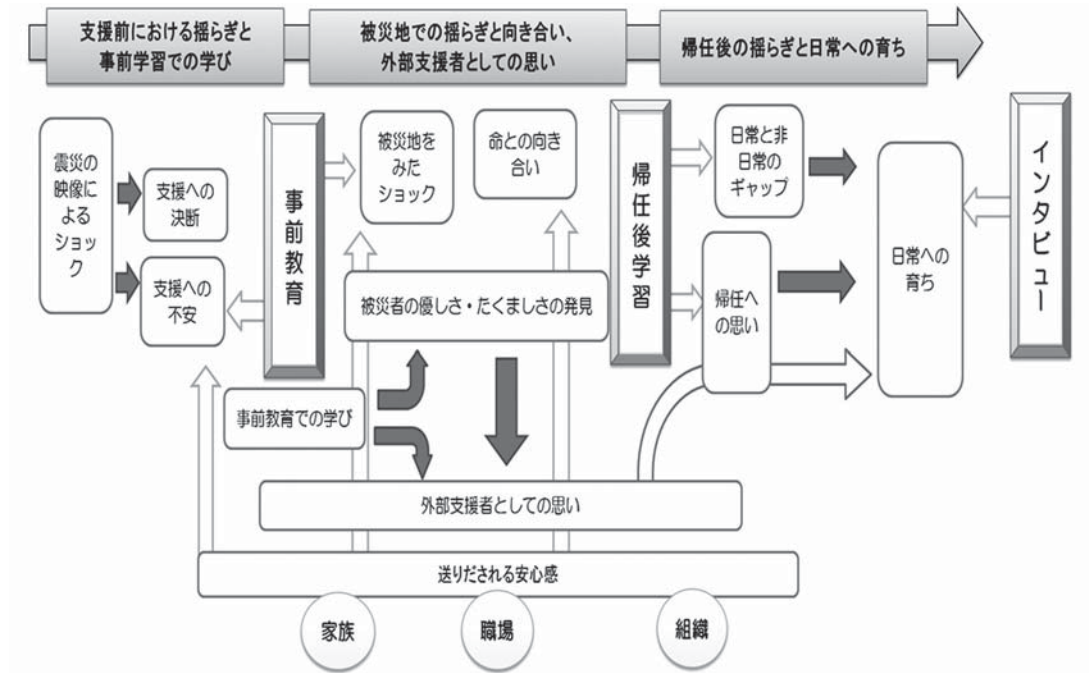 支援前における揺らぎと
事前学習での学び
被災地での揺らぎと向き合い、
外部支援者としての思い
帰任後の揺らぎと日常への育ち
震災の
映像に
よる
ショッ
ク
支援への
決断
支援への
不安
事前教育
被災地を
みた
ショック
命との向き
合い
被災者の優しさ・たくましさの発見
事前教育での学び
外部支援者としての思い
送りだされる安心感
家族
職場
組織
帰任後学習
日常と非
日常の
ギャップ
帰任へ
の思い
日常への
育ち
インタビュー